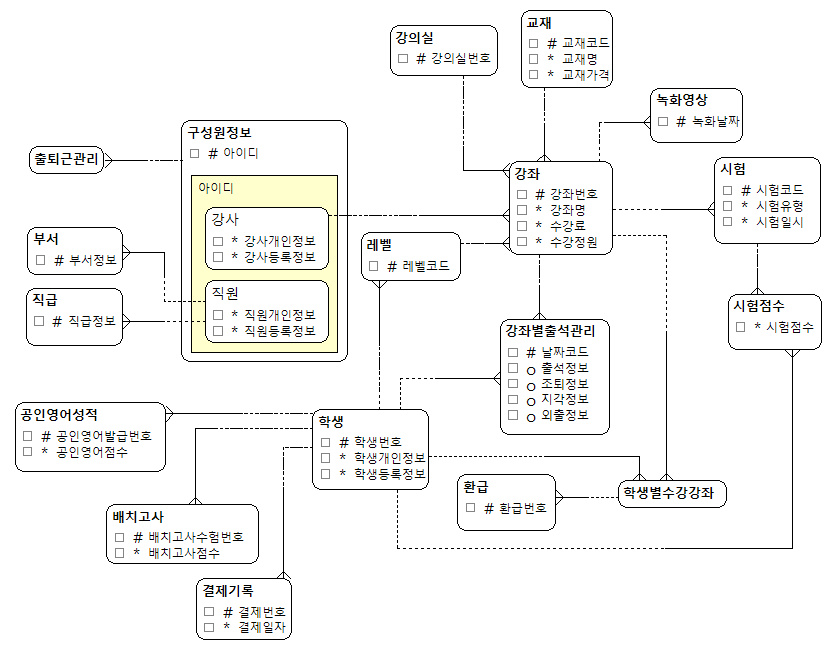 교재
# 교재코드
* 교재명
* 교재가격
강의실
# 강의실번호
녹화영상
# 녹화날짜
구성원정보
# 아이디
출퇴근관리
아이디
강사
* 강사개인정보
* 강사등록정보
직원
* 직원개인정보
* 직원등록정보
강좌
# 강좌번호
* 강좌명
* 수강료
* 수강정원
시험
# 시험코드
* 시험유형
* 시험일시
부서
# 부서정보
레벨
# 레벨코드
직급
# 직급정보
시험점수
* 시험점수
강좌별출석관리
# 날짜코드
o 출석정보
o 조퇴정보
o 지각정보
o 외출정보
공인영어성적
# 공인영어발급번호
* 공인영어점수
학생
# 학생번호
* 학생개인정보
* 학생등록정보
환급
# 환급번호
학생별수강강좌
배치고사
# 배치고사수험번호
* 배치고사점수
결제기록
# 결제번호
* 결제일자